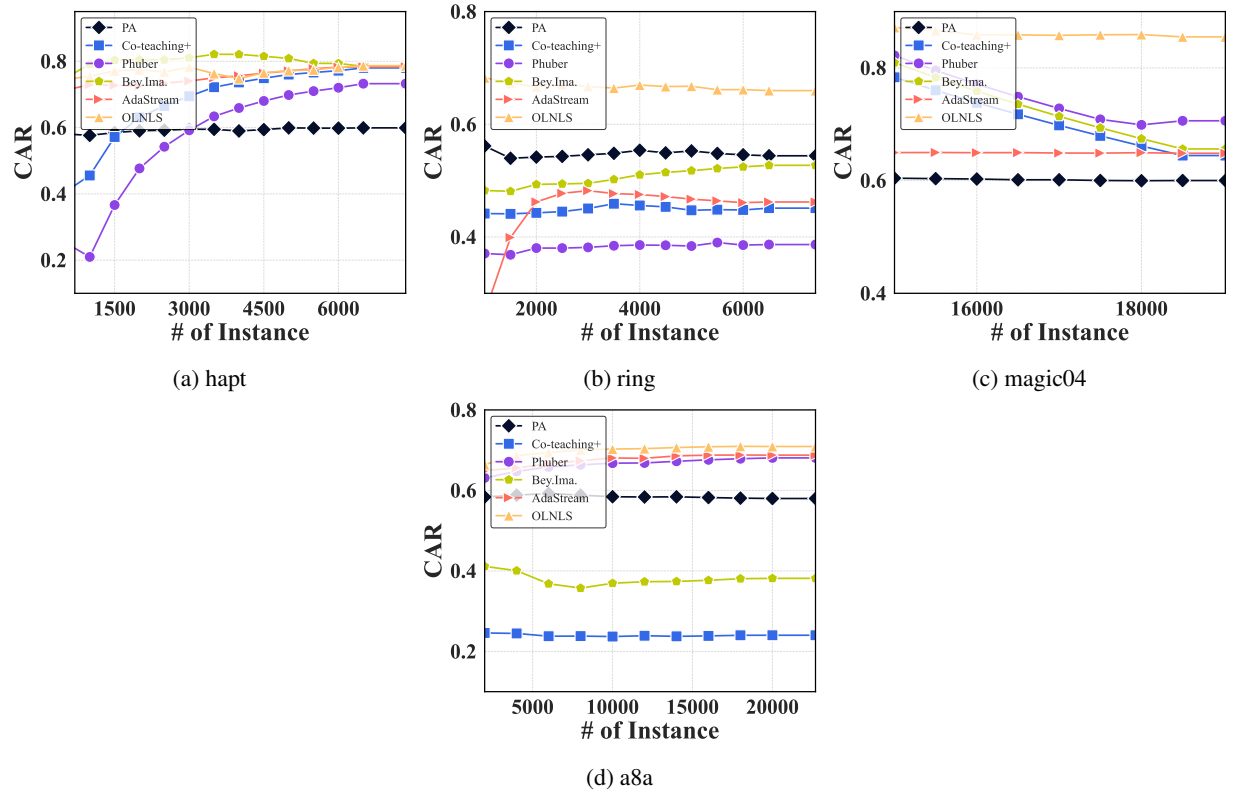 PA
Co-teaching+
Phuber
Bey.Ima.
AdaStream
OLNLS
CAR
0.8
0.6
0.4
0.2
1500 3000 4500 6000
# of Instance
(a) hapt
PA
Co-teaching+
Phuber
Bey.Ima.
AdaStream
OLNLS
CAR
0.8
0.6
0.4
2000 4000 6000
# of Instance
(b) ring
PA
Co-teaching+
Phuber
Bey.Ima.
AdaStream
OLNLS
CAR
0.8
0.6
0.4
16000 18000
# of Instance
(c) magic04
PA
Co-teaching+
Phuber
Bey.Ima.
AdaStream
OLNLS
CAR
0.8
0.6
0.4
0.2
5000 10000 15000 20000
# of Instance
(d) a8a